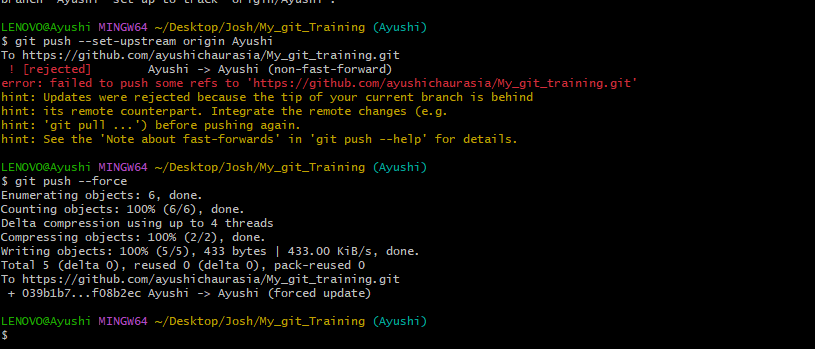 branch 'Ayushi' set up to track 'origin/Ayushi'.
LENOVO@Ayushi MINGW64 ~/Desktop/Josh/My_git_Training (Ayushi)
$ git push --set-upstream origin Ayushi
To https://github.com/ayushichaurasia/My_git_training.git
 ! [rejected]        Ayushi -> Ayushi (non-fast-forward)
error: failed to push some refs to 'https://github.com/ayushichaurasia/My_git_training.git'
hint: Updates were rejected because the tip of your current branch is behind
hint: its remote counterpart. Integrate the remote changes (e.g.
hint: 'git pull ...') before pushing again.
hint: See the 'Note about fast-forwards' in 'git push --help' for details.
LENOVO@Ayushi MINGW64 ~/Desktop/Josh/My_git_Training (Ayushi)
$ git push --force
Enumerating objects: 6, done.
Counting objects: 100% (6/6), done.
Delta compression using up to 4 threads
Compressing objects: 100% (2/2), done.
Writing objects: 100% (5/5), 433 bytes | 433.00 KiB/s, done.
Total 5 (delta 0), reused 0 (delta 0), pack-reused 0
To https://github.com/ayushichaurasia/My_git_training.git
 + 039b1b7...f08b2ec Ayushi -> Ayushi (forced update)
LENOVO@Ayushi MINGW64 ~/Desktop/Josh/My_git_Training (Ayushi)
$